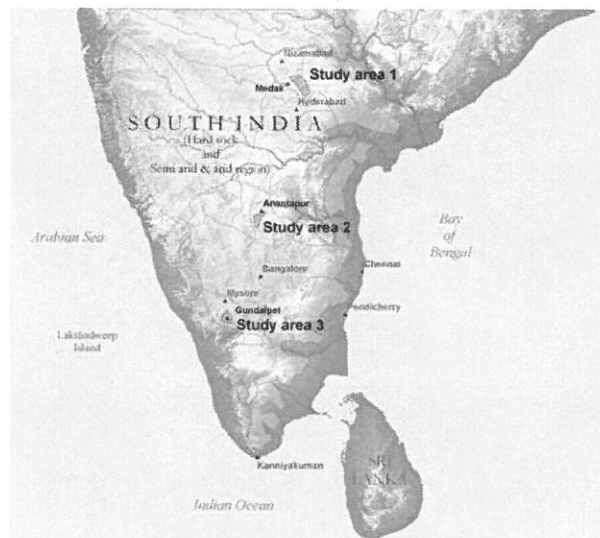 Nizamabad
Study area 1
Medak
Hyderabad
SOUTH INDIA
(Hard rock
and
Semi arid & arid region)
Anantapur
Study area 2
Arabian Sea
Bay
of
Bengal
Bangalore
Chennai
Mysore
Gundalpet
Study area 3
Pondicherry
Lakshadweep
Island
Kanniyakumari
SRI
LANKA
Indian Ocean